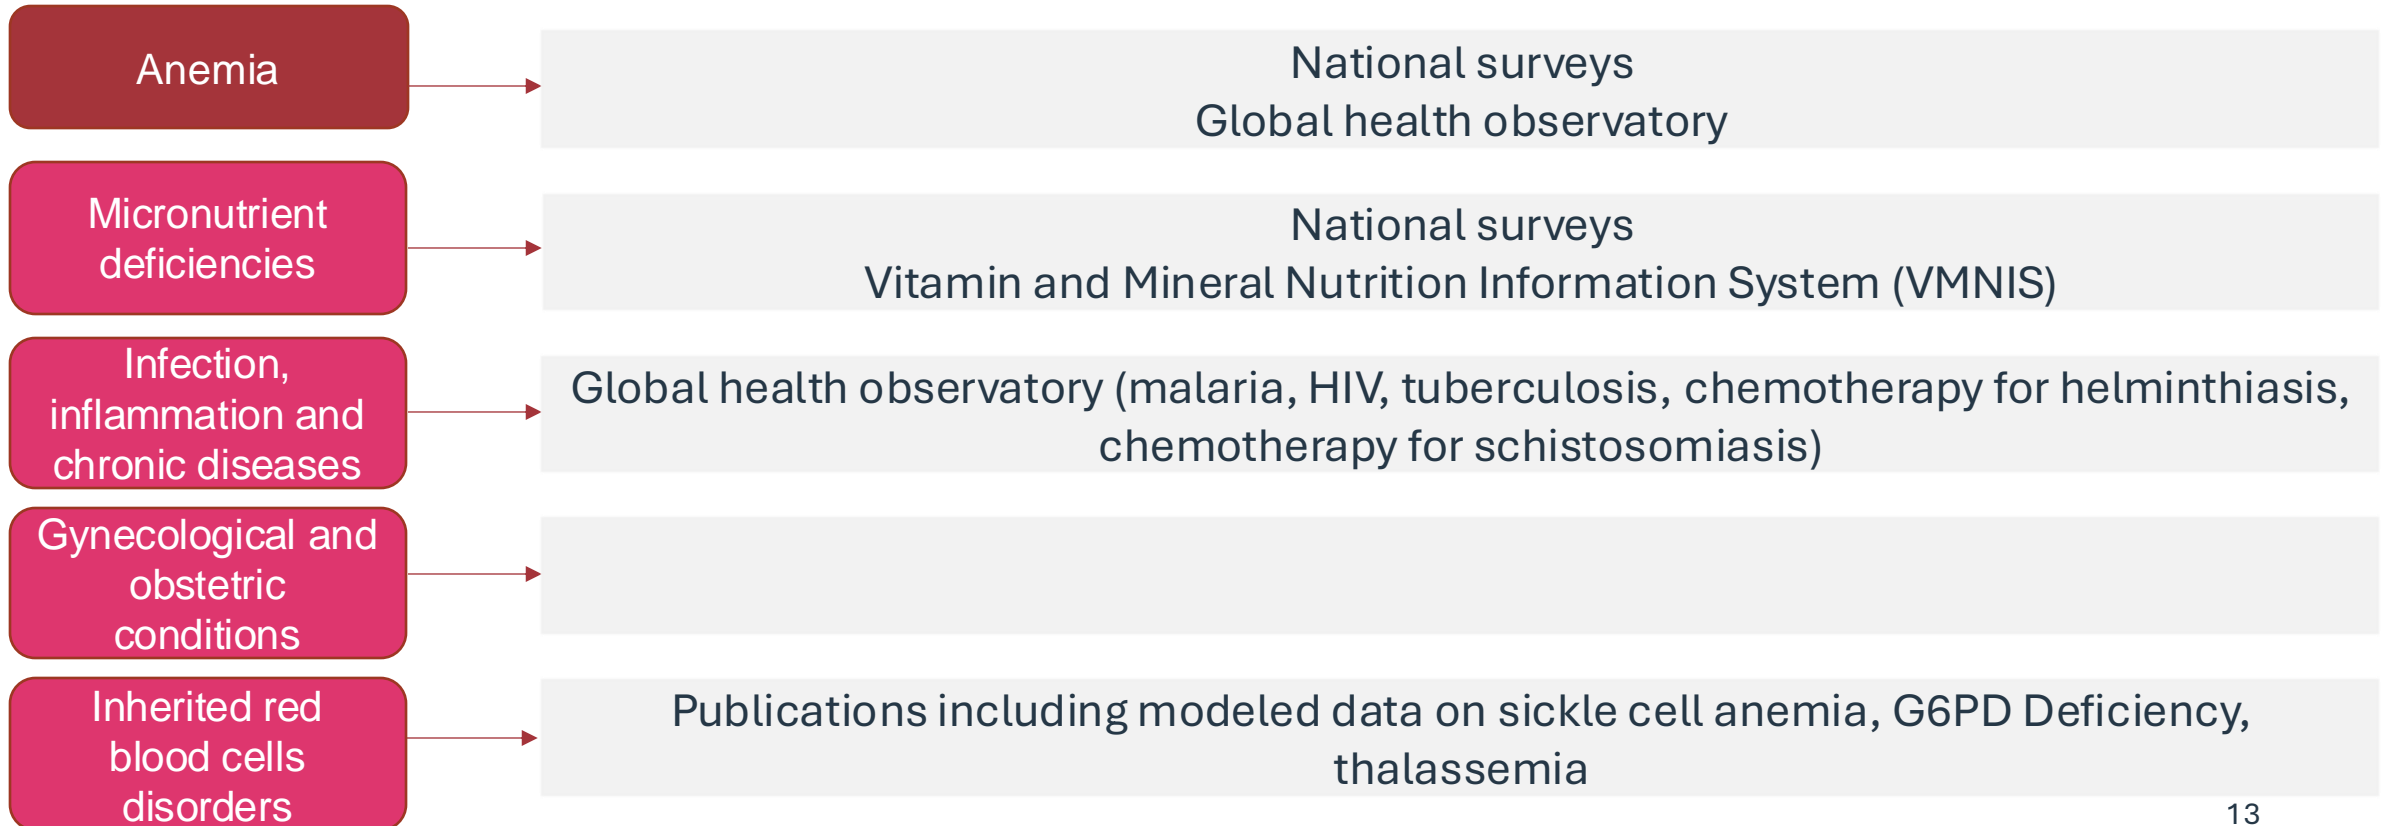 Anemia
National surveys
Global health observatory
Micronutrient
deficiencies
National surveys
Vitamin and Mineral Nutrition Information System (VMNIS)
Infection,
inflammation and
chronic diseases
Global health observatory (malaria, HIV, tuberculosis, chemotherapy for helminthiasis,
chemotherapy for schistosomiasis)
Gynecological and
obstetric
conditions
Inherited red
blood cells
disorders
Publications including modeled data on sickle cell anemia, G6PD Deficiency,
thalassemia
13